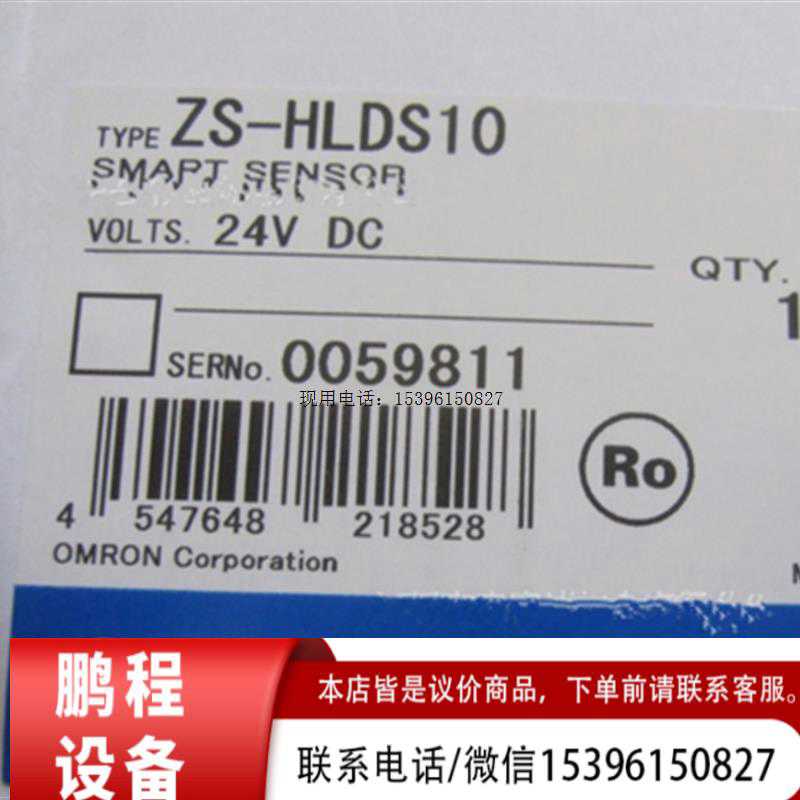 TYPE ZS-HLDS10
SMART SENSOR
VOLTS. 24V DC
QTY.
1
SERNo. 0059811
现用电话：15396150827
Ro
4 547648 218528
OMRON Corporation
鹏程
设备
本店皆是议价商品，下单前请联系客服。
联系电话/微信15396150827